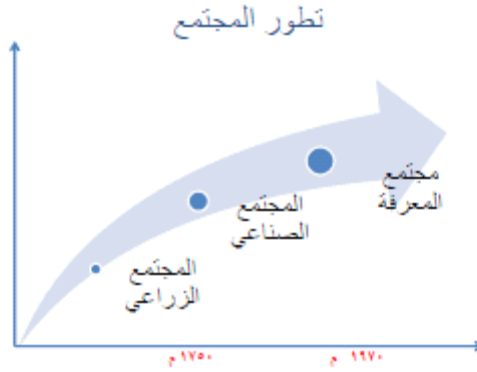 تطور المجتمع
مجتمع
المعرفة
المجتمع
الصناعي
المجتمع
الزراعي
١٧٥٠ م
١٩٧٠ م